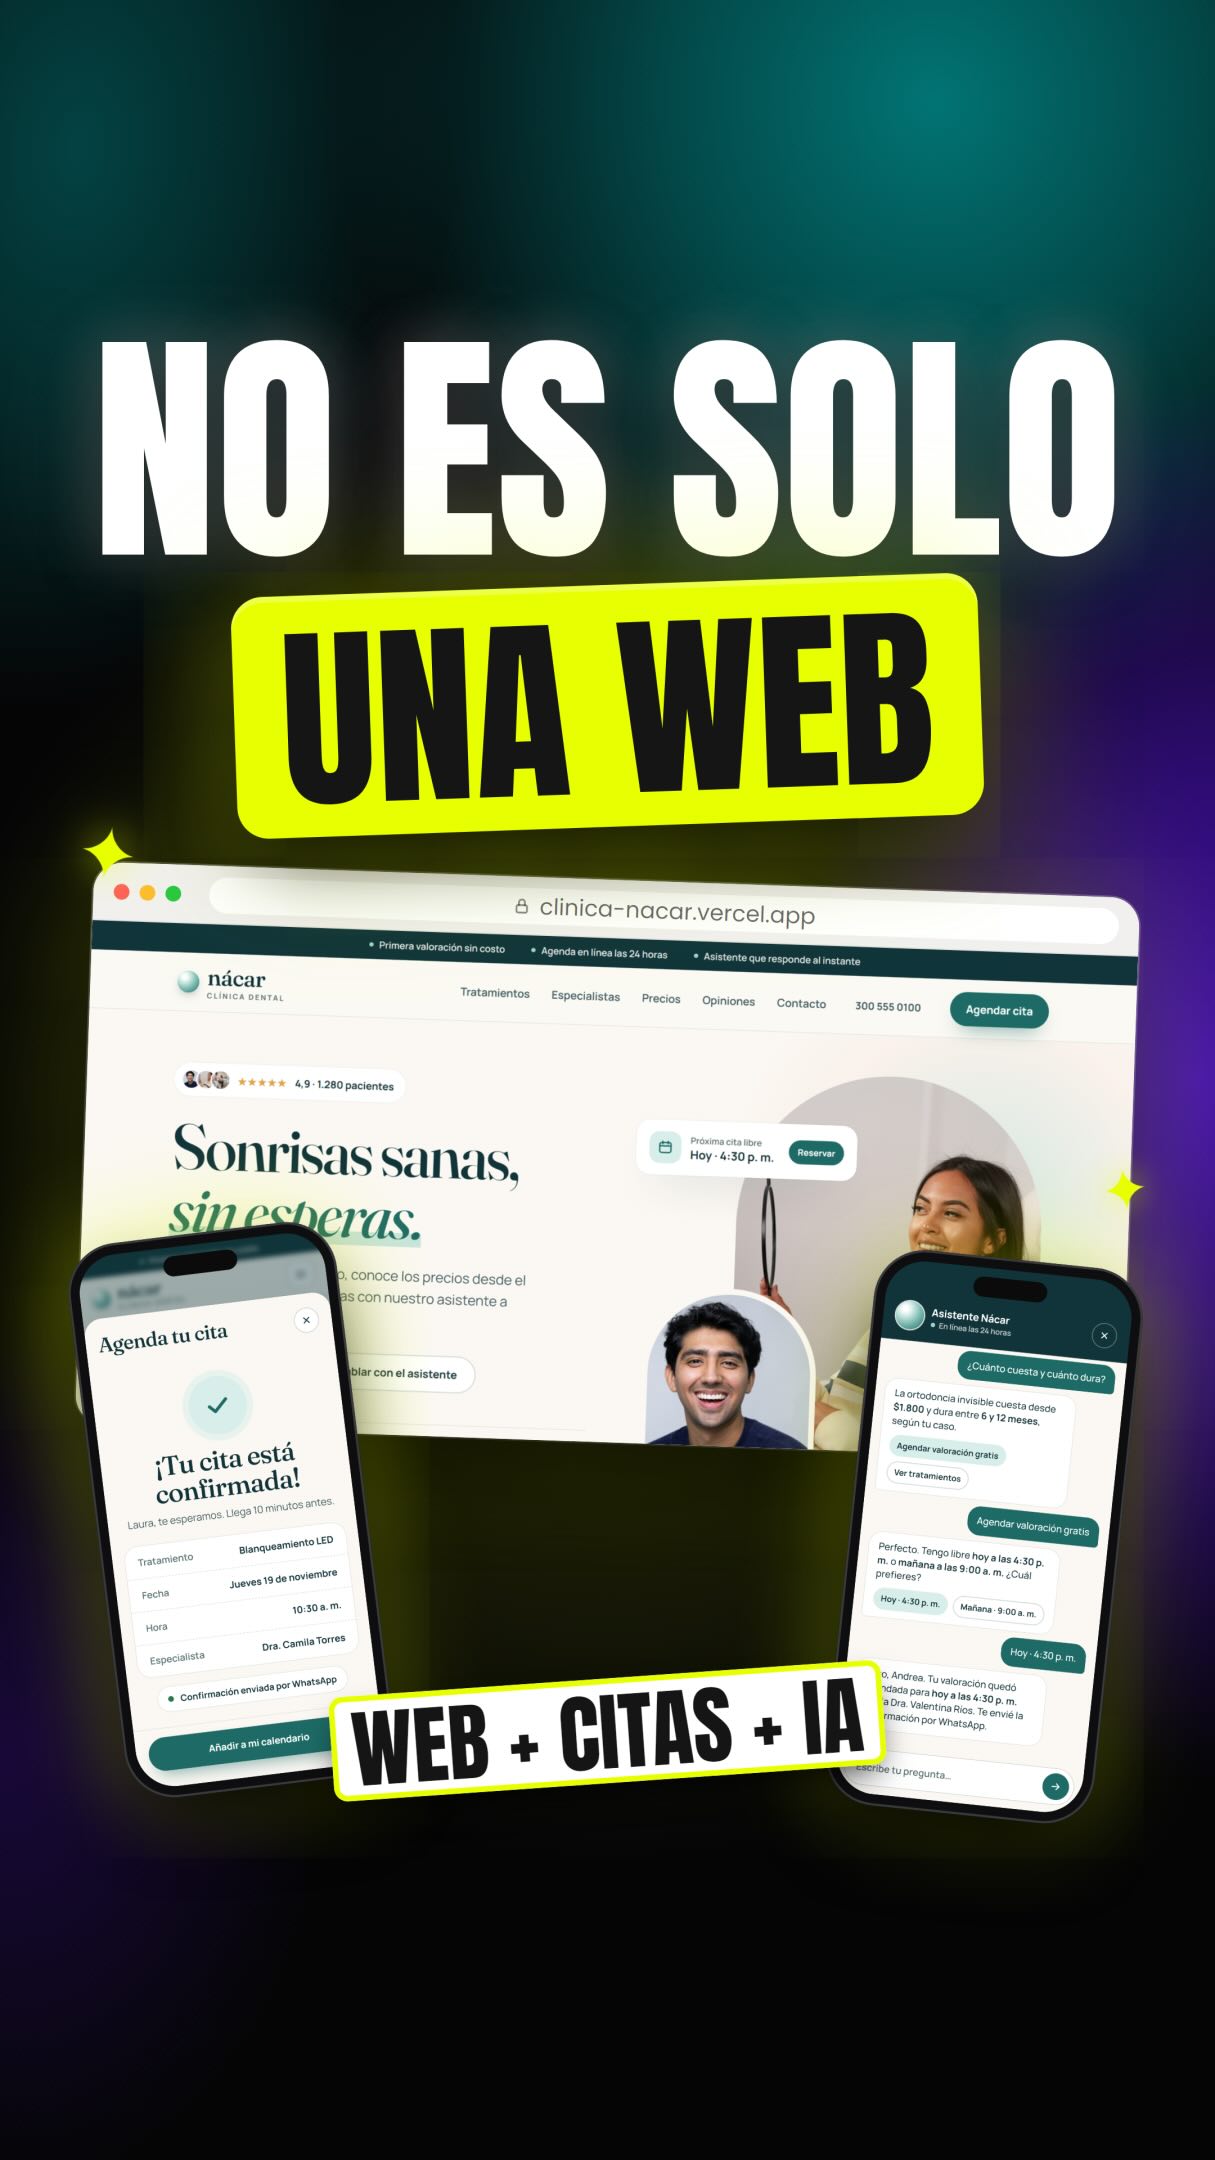 NO ES SOLO
UNA WEB
clinica-nacar.vercel.app
Primera valoración sin costo
Agenda en línea las 24 horas
Asistente que responde al instante
nácar
CLÍNICA DENTAL
Tratamientos
Especialistas
Precios
Opiniones
Contacto
300 555 0100
Agendar cita
4,9 · 1.280 pacientes
Sonrisas sanas,
sin esperas.
Próxima cita libre
Hoy · 4:30 p. m.
Reservar
conoce los precios desde el
con nuestro asistente a
con el asistente
nácar
Agenda tu cita
¡Tu cita está
confirmada!
Laura, te esperamos. Llega 10 minutos antes.
Tratamiento Blanqueamiento LED
Fecha Jueves 19 de noviembre
Hora 10:30 a. m.
Especialista Dra. Camila Torres
Confirmación enviada por WhatsApp
Añadir a mi calendario
Asistente Nácar
En línea las 24 horas
¿Cuánto cuesta y cuánto dura?
La ortodoncia invisible cuesta desde
$1.800 y dura entre 6 y 12 meses,
según tu caso.
Agendar valoración gratis
Ver tratamientos
Agendar valoración gratis
Perfecto. Tengo libre hoy a las 4:30 p.
m. o mañana a las 9:00 a. m. ¿Cuál
prefieres?
Hoy · 4:30 p. m.
Mañana · 9:00 a. m.
Hoy · 4:30 p. m.
Andrea. Tu valoración quedó
para hoy a las 4:30 p. m.
Dra. Valentina Ríos. Te envié la
por WhatsApp.
Escribe tu pregunta...
WEB + CITAS + IA